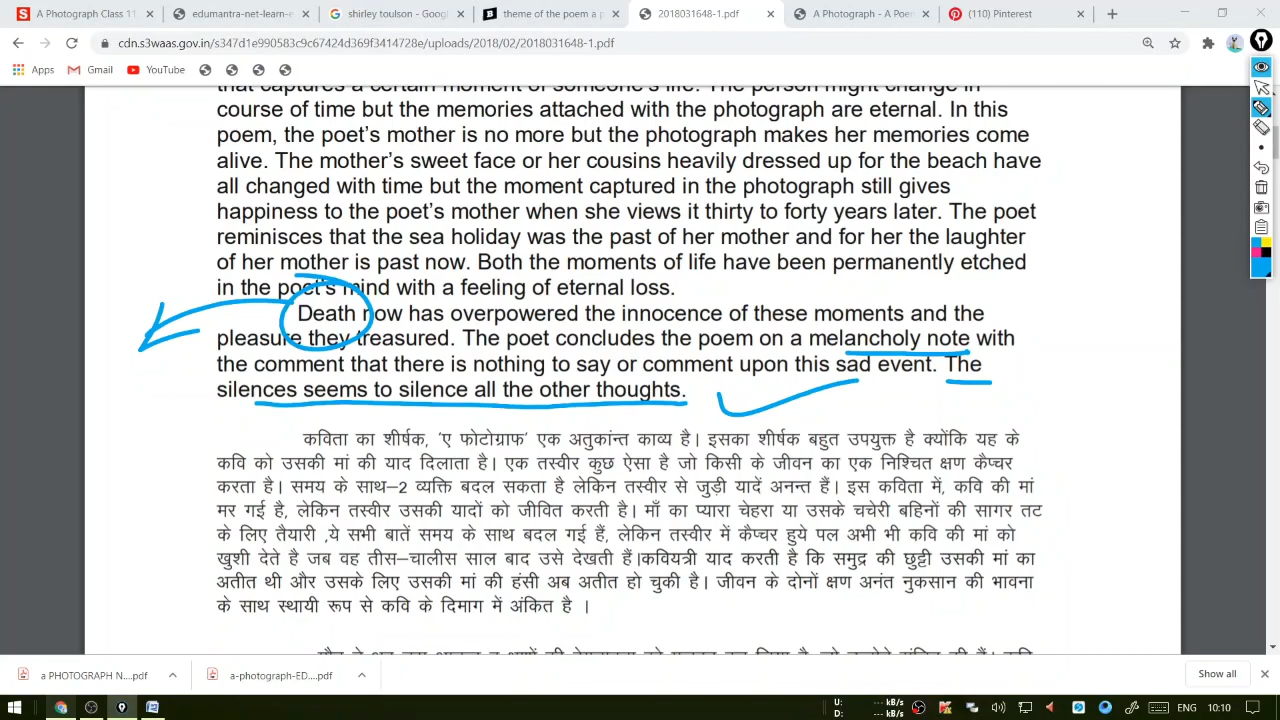 A Photograph Class 11
edumantra-net-learn-e
shirley toulson - Goog
theme of the poem a p
2018031648-1.pdf
A Photograph - A Poe
(110) Pinterest
cdn.s3waas.gov.in/s347d1e990583c9c67424d369f3414728e/uploads/2018/02/2018031648-1.pdf
Apps
Gmail
YouTube
that captures a certain moment of someone's life. The person might change in
course of time but the memories attached with the photograph are eternal. In this
poem, the poet's mother is no more but the photograph makes her memories come
alive. The mother's sweet face or her cousins heavily dressed up for the beach have
all changed with time but the moment captured in the photograph still gives
happiness to the poet's mother when she views it thirty to forty years later. The poet
reminisces that the sea holiday was the past of her mother and for her the laughter
of her mother is past now. Both the moments of life have been permanently etched
in the poet's mind with a feeling of eternal loss.
Death now has overpowered the innocence of these moments and the
pleasure they treasured. The poet concludes the poem on a melancholy note with
the comment that there is nothing to say or comment upon this sad event. The
silences seems to silence all the other thoughts.
कविता का शीर्षक, 'ए फोटोग्राफ' एक अतुकांन्त काव्य है। इसका शीर्षक बहुत उपयुक्त है क्योंकि यह के
कवि को उसकी मां की याद दिलाता है। एक तस्वीर कुछ ऐसा है जो किसी के जीवन का एक निश्चित क्षण कैप्चर
करता है। समय के साथ–2 व्यक्ति बदल सकता है लेकिन तस्वीर से जुड़ी यादें अनन्त हैं। इस कविता में, कवि की मां
मर गई है, लेकिन तस्वीर उसकी यादों को जीवित करती है। माँ का प्यारा चेहरा या उसके चचेरी बहिनों की सागर तट
के लिए तैयारी ,ये सभी बातें समय के साथ बदल गई हैं, लेकिन तस्वीर में कैप्चर हुये पल अभी भी कवि की मां को
खुशी देते है जब वह तीस–चालीस साल बाद उसे देखती हैं।कवियत्री याद करती है कि समुद्र की छुट्टी उसकी मां का
अतीत थी और उसके लिए उसकी मां की हंसी अब अतीत हो चुकी है। जीवन के दोनों क्षण अनंत नुकसान की भावना
के साथ स्थायी रूप से कवि के दिमाग में अंकित है ।
a PHOTOGRAPH N....pdf
a-photograph-ED....pdf
Show all
U: --- kB/s
D: --- kB/s
ENG
10:10